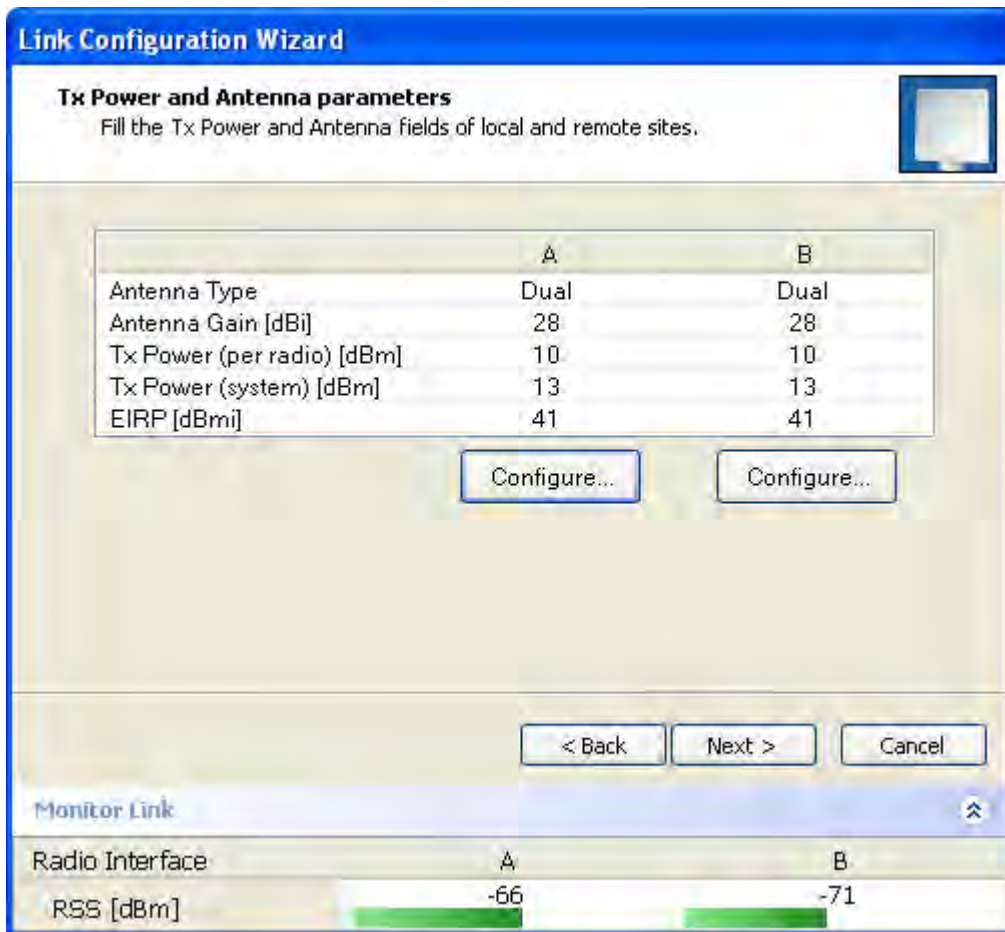 Link Configuration Wizard
Tx Power and Antenna parameters
Fill the Tx Power and Antenna fields of local and remote sites.
A B
Antenna Type Dual Dual
Antenna Gain [dBi] 28 28
Tx Power (per radio) [dBm] 10 10
Tx Power (system) [dBm] 13 13
EIRP [dBmi] 41 41
Configure... Configure...
< Back Next > Cancel
Monitor Link
Radio Interface A B
RSS [dBm] -66 -71